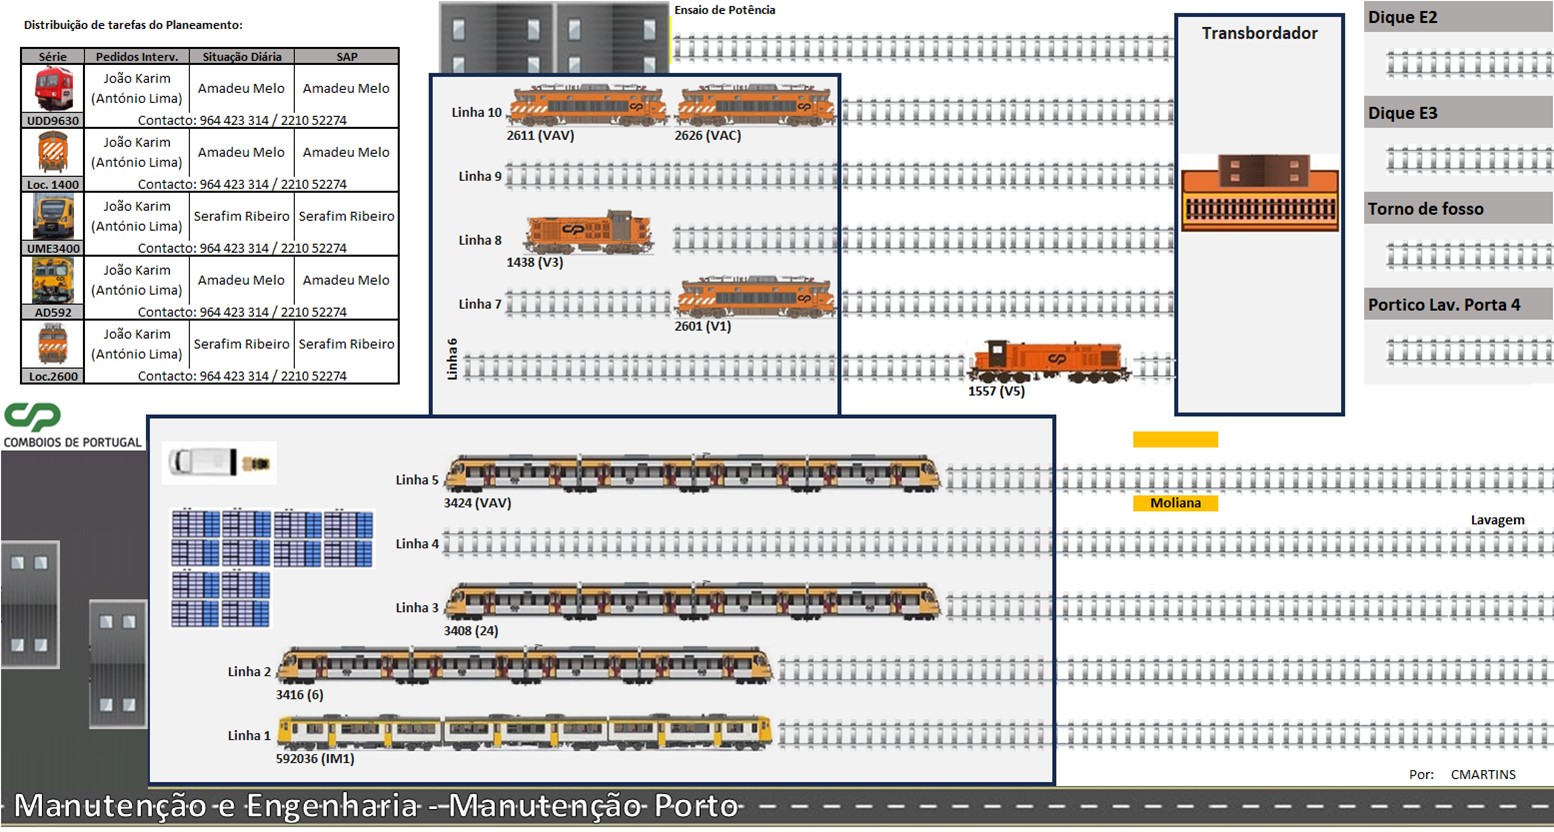 Distribuição de tarefas do Planeamento:
Série Pedidos Interv. Situação Diária SAP
João Karim
(António Lima) Amadeu Melo Amadeu Melo
UDD9630 Contacto: 964 423 314 / 2210 52274
João Karim
(António Lima) Amadeu Melo Amadeu Melo
Loc. 1400 Contacto: 964 423 314 / 2210 52274
João Karim
(António Lima) Serafim Ribeiro Serafim Ribeiro
UME3400 Contacto: 964 423 314 / 2210 52274
João Karim
(António Lima) Amadeu Melo Amadeu Melo
AD592 Contacto: 964 423 314 / 2210 52274
João Karim
(António Lima) Serafim Ribeiro Serafim Ribeiro
Loc.2600 Contacto: 964 423 314 / 2210 52274
Ensaio de Potência
Linha 10
2611 (VAV) 2626 (VAC)
Linha 9
Linha 8
1438 (V3)
Linha 7
2601 (V1)
Linha 6
1557 (V5)
Transbordador
Dique E2
Dique E3
Torno de fosso
Portico Lav. Porta 4
CP
COMBOIOS DE PORTUGAL
Linha 5
3424 (VAV)
Moliana
Lavagem
Linha 4
Linha 3
3408 (24)
Linha 2
3416 (6)
Linha 1
592036 (IM1)
Por: CMARTINS
Manutenção e Engenharia - Manutenção Porto